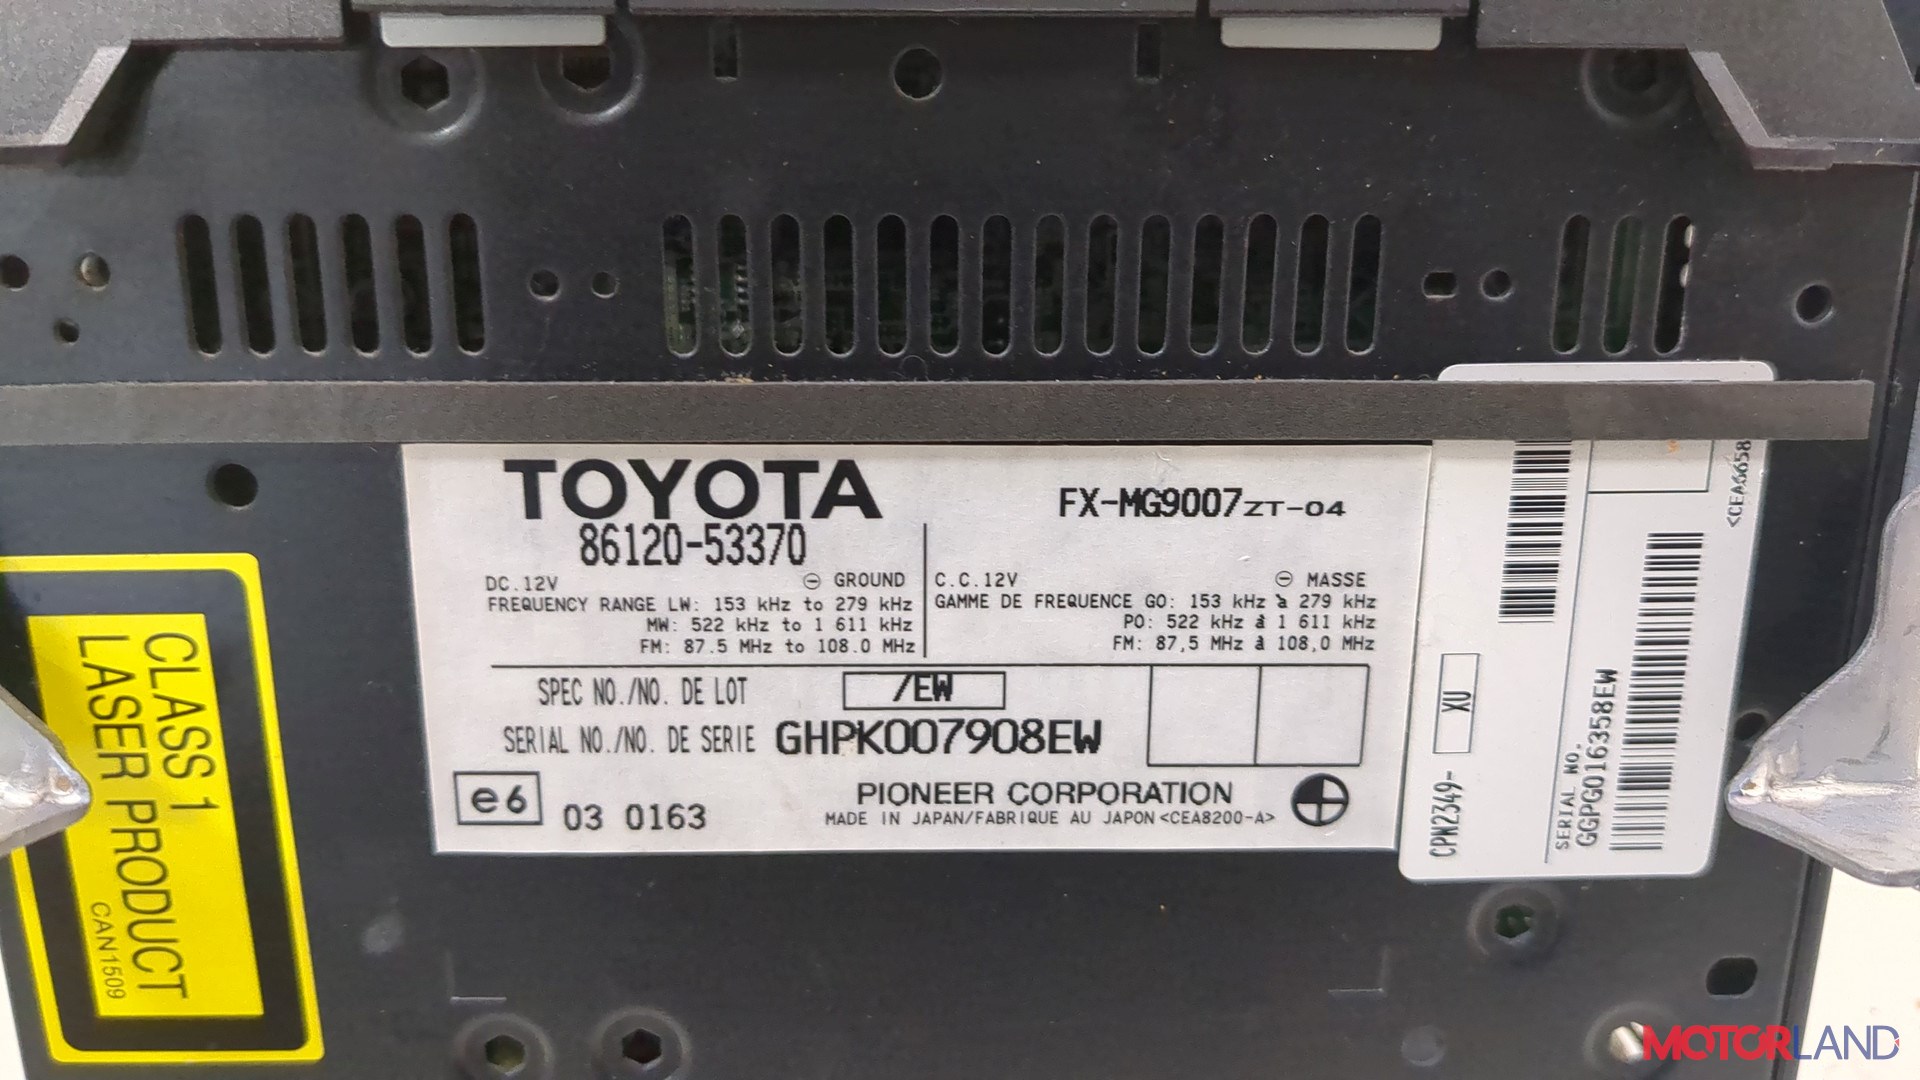 TOYOTA
86120-53370
FX-MG9007ZT-04
DC.12V ⊖ GROUND
FREQUENCY RANGE LW: 153 kHz to 279 kHz
MW: 522 kHz to 1 611 kHz
FM: 87.5 MHz to 108.0 MHz
C.C.12V ⊖ MASSE
GAMME DE FREQUENCE GO: 153 kHz à 279 kHz
PO: 522 kHz à 1 611 kHz
FM: 87,5 MHz à 108,0 MHz
SPEC NO./NO. DE LOT /EW
SERIAL NO./NO. DE SERIE GHPK007908EW
e6 03 0163
PIONEER CORPORATION
MADE IN JAPAN/FABRIQUE AU JAPON <CEA8200-A>
CPN2349- XU
SERIAL NO.
GGPG016358EW
<CEA6658
CLASS 1
LASER PRODUCT
CAN1509
MOTORLAND